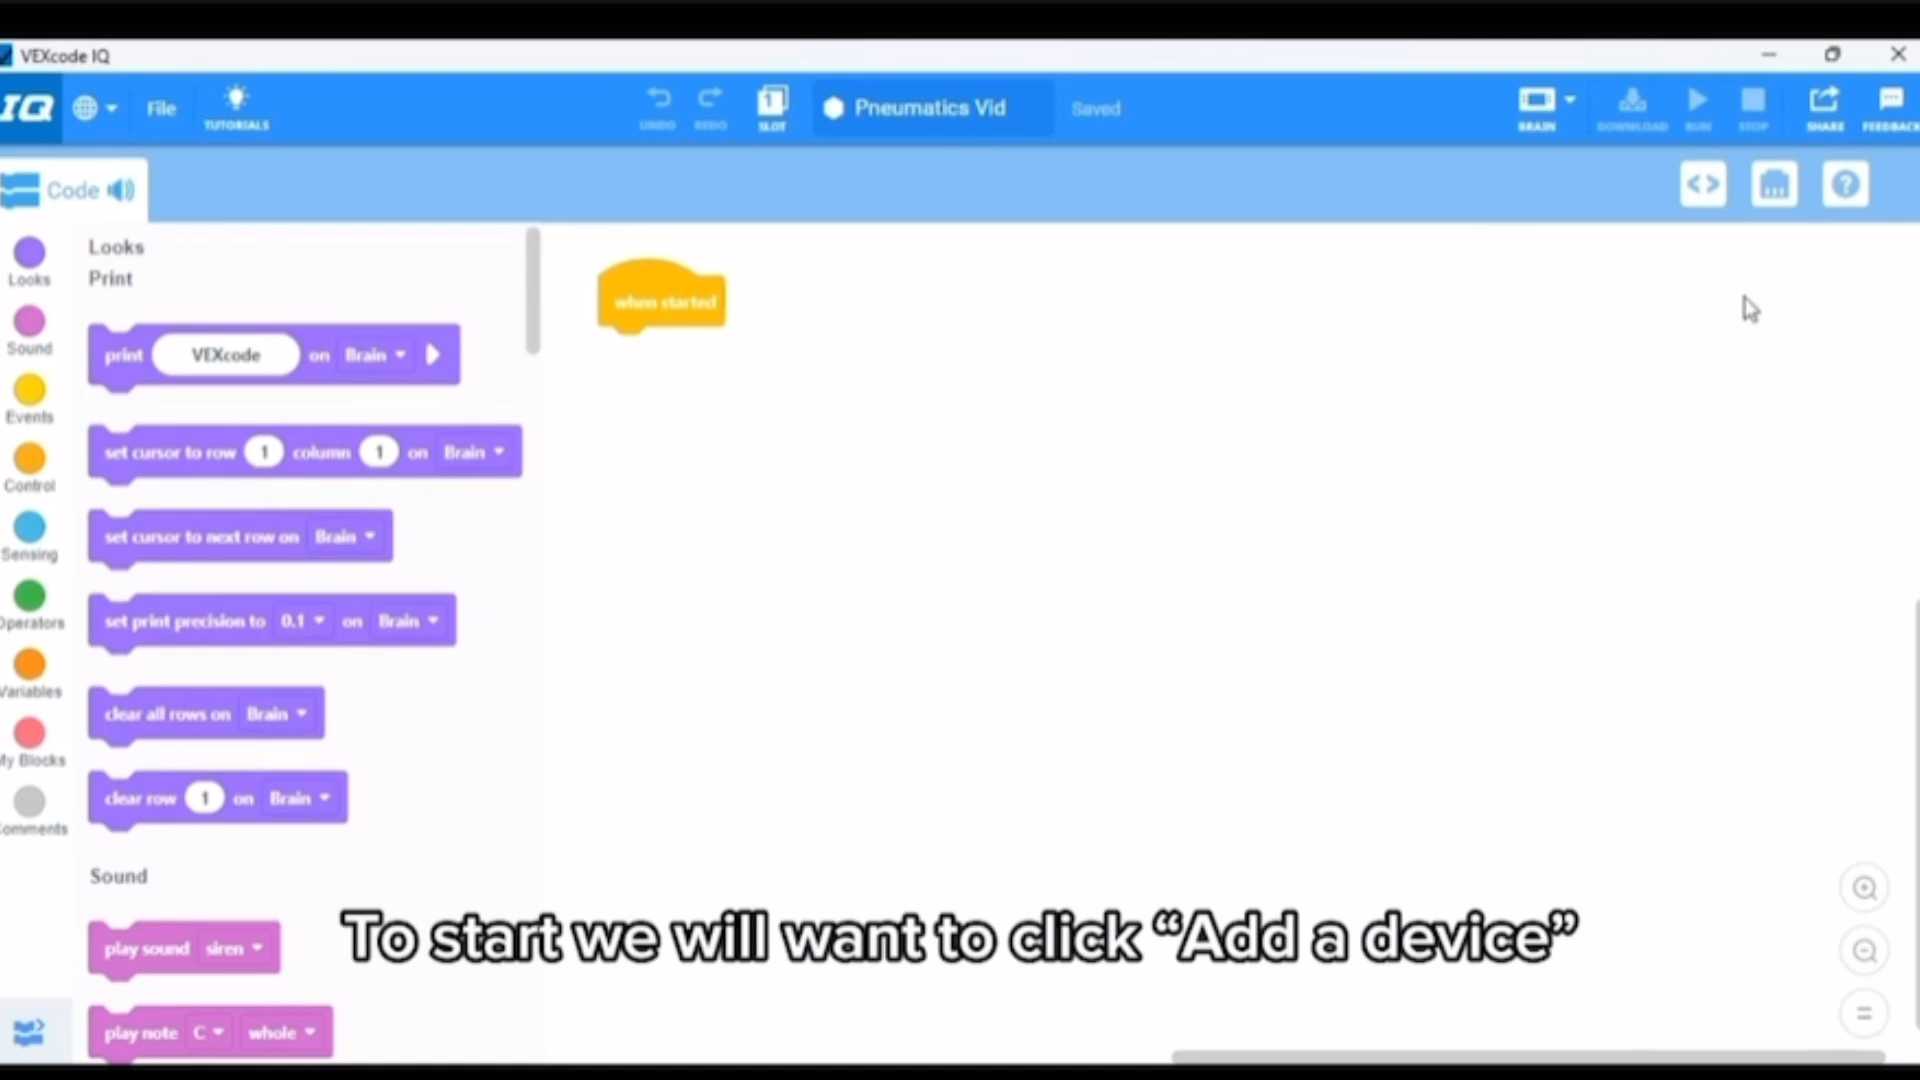 VEXcode IQ
IQ
File
TUTORIALS
UNDO
REDO
1
SLOT
Pneumatics Vid
Saved
BRAIN
DOWNLOAD
RUN
STOP
SHARE
FEEDBACK
Code
<>
?
Looks
Sound
Events
Control
Sensing
Operators
Variables
My Blocks
Comments
Looks
Print
print VEXcode on Brain
set cursor to row 1 column 1 on Brain
set cursor to next row on Brain
set print precision to 0.1 on Brain
clear all rows on Brain
clear row 1 on Brain
Sound
play sound siren
play note C whole
when started
To start we will want to click “Add a device”